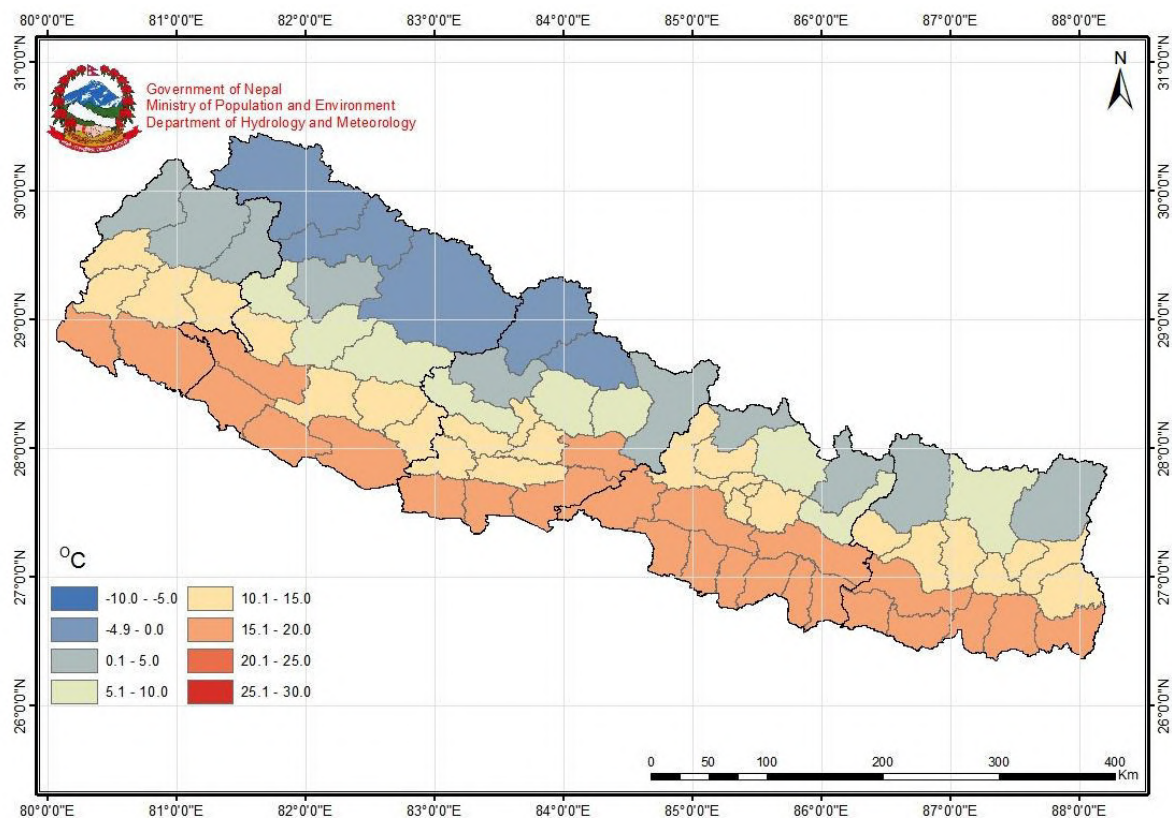 80°0'0"E 81°0'0"E 82°0'0"E 83°0'0"E 84°0'0"E 85°0'0"E 86°0'0"E 87°0'0"E 88°0'0"E
31°0'0"N
30°0'0"N
29°0'0"N
28°0'0"N
27°0'0"N
26°0'0"N
Government of Nepal
Ministry of Population and Environment
Department of Hydrology and Meteorology
N
31°0'0"N
30°0'0"N
29°0'0"N
28°0'0"N
27°0'0"N
26°0'0"N
°C
-10.0 - -5.0
-4.9 - 0.0
0.1 - 5.0
5.1 - 10.0
10.1 - 15.0
15.1 - 20.0
20.1 - 25.0
25.1 - 30.0
0 50 100 200 300 400
Km
80°0'0"E 81°0'0"E 82°0'0"E 83°0'0"E 84°0'0"E 85°0'0"E 86°0'0"E 87°0'0"E 88°0'0"E